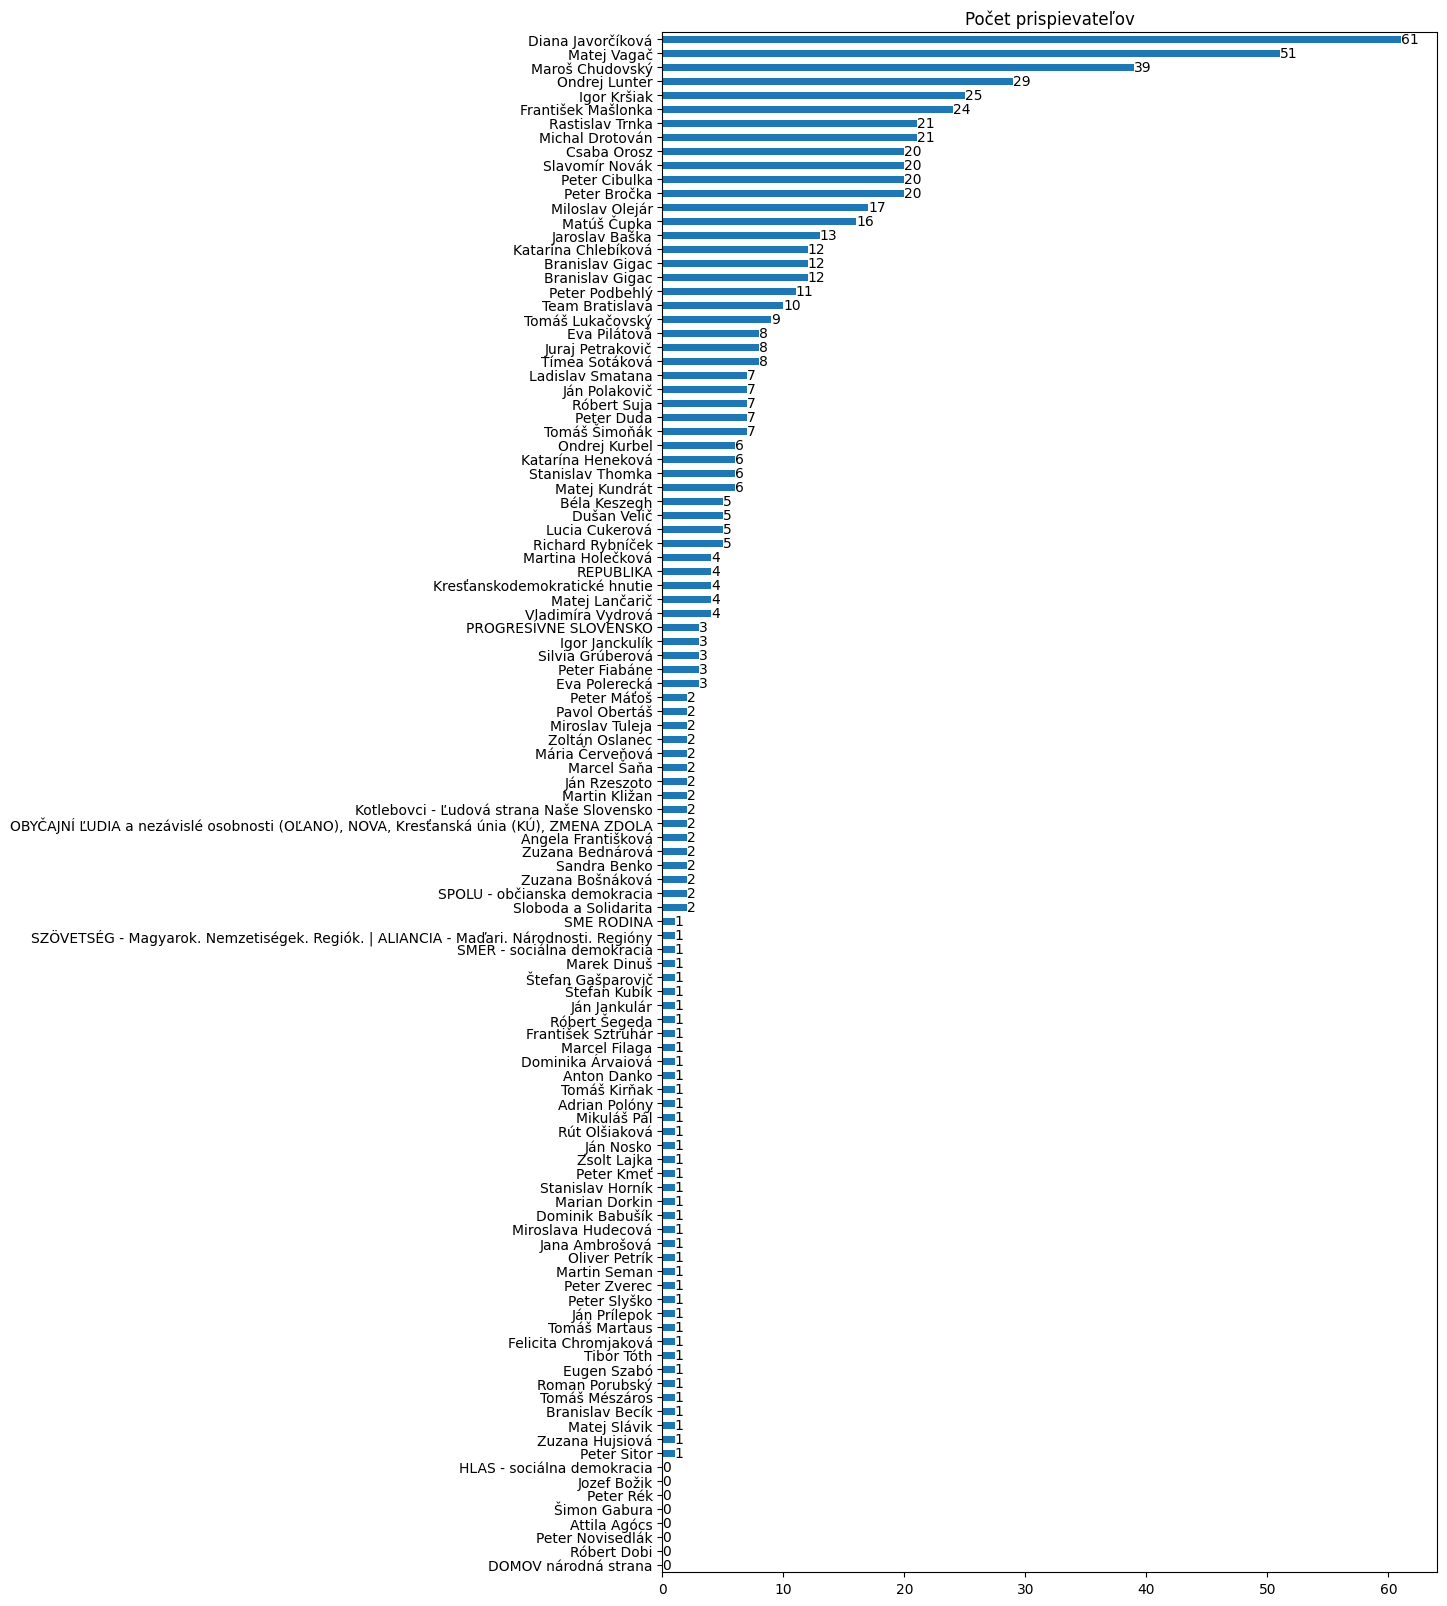 Počet prispievateľov
Diana Javorčíková 61
Matej Vagač 51
Maroš Chudovský 39
Ondrej Lunter 29
Igor Kršiak 25
František Mašlonka 24
Rastislav Trnka 21
Michal Drotován 21
Csaba Orosz 20
Slavomír Novák 20
Peter Cibulka 20
Peter Bročka 20
Miloslav Olejár 17
Matúš Čupka 16
Jaroslav Baška 13
Katarína Chlebíková 12
Branislav Gigac 12
Branislav Gigac 12
Peter Podbehlý 11
Team Bratislava 10
Tomáš Lukačovský 9
Eva Pilátová 8
Juraj Petrakovič 8
Tímea Sotáková 8
Ladislav Smatana 7
Ján Polakovič 7
Róbert Suja 7
Peter Duda 7
Tomáš Šimoňák 7
Ondrej Kurbel 6
Katarína Heneková 6
Stanislav Thomka 6
Matej Kundrát 6
Béla Keszegh 5
Dušan Velič 5
Lucia Cukerová 5
Richard Rybníček 5
Martina Holečková 4
REPUBLIKA 4
Kresťanskodemokratické hnutie 4
Matej Lančarič 4
Vladimíra Vydrová 4
PROGRESÍVNE SLOVENSKO 3
Igor Janckulík 3
Silvia Grúberová 3
Peter Fiabáne 3
Eva Polerecká 3
Peter Máťoš 2
Pavol Obertáš 2
Miroslav Tuleja 2
Zoltán Oslanec 2
Mária Červeňová 2
Marcel Šaňa 2
Ján Rzeszoto 2
Martin Kližan 2
Kotlebovci - Ľudová strana Naše Slovensko 2
OBYČAJNÍ ĽUDIA a nezávislé osobnosti (OĽANO), NOVA, Kresťanská únia (KÚ), ZMENA ZDOLA 2
Angela Františková 2
Zuzana Bednárová 2
Sandra Benko 2
Zuzana Bošnáková 2
SPOLU - občianska demokracia 2
Sloboda a Solidarita 2
SME RODINA 1
SZÖVETSÉG - Magyarok. Nemzetiségek. Regiók. | ALIANCIA - Maďari. Národnosti. Regióny 1
SMER - sociálna demokracia 1
Marek Dinuš 1
Štefan Gašparovič 1
Štefan Kubík 1
Ján Jankulár 1
Róbert Šegeda 1
František Sztruhár 1
Marcel Filaga 1
Dominika Árvaiová 1
Anton Danko 1
Tomáš Kirňak 1
Adrian Polóny 1
Mikuláš Pál 1
Rút Olšiaková 1
Ján Nosko 1
Zsolt Lajka 1
Peter Kmeť 1
Stanislav Horník 1
Marian Dorkin 1
Dominik Babušík 1
Miroslava Hudecová 1
Jana Ambrošová 1
Oliver Petrík 1
Martin Seman 1
Peter Zverec 1
Peter Slyško 1
Ján Prílepok 1
Tomáš Martaus 1
Felicita Chromjaková 1
Tibor Tóth 1
Eugen Szabó 1
Roman Porubský 1
Tomáš Mészáros 1
Branislav Becík 1
Matej Slávik 1
Zuzana Hujsiová 1
Peter Sitor 1
HLAS - sociálna demokracia 0
Jozef Božik 0
Peter Rék 0
Šimon Gabura 0
Attila Agócs 0
Peter Novisedlák 0
Róbert Dobi 0
DOMOV národná strana 0
0 10 20 30 40 50 60